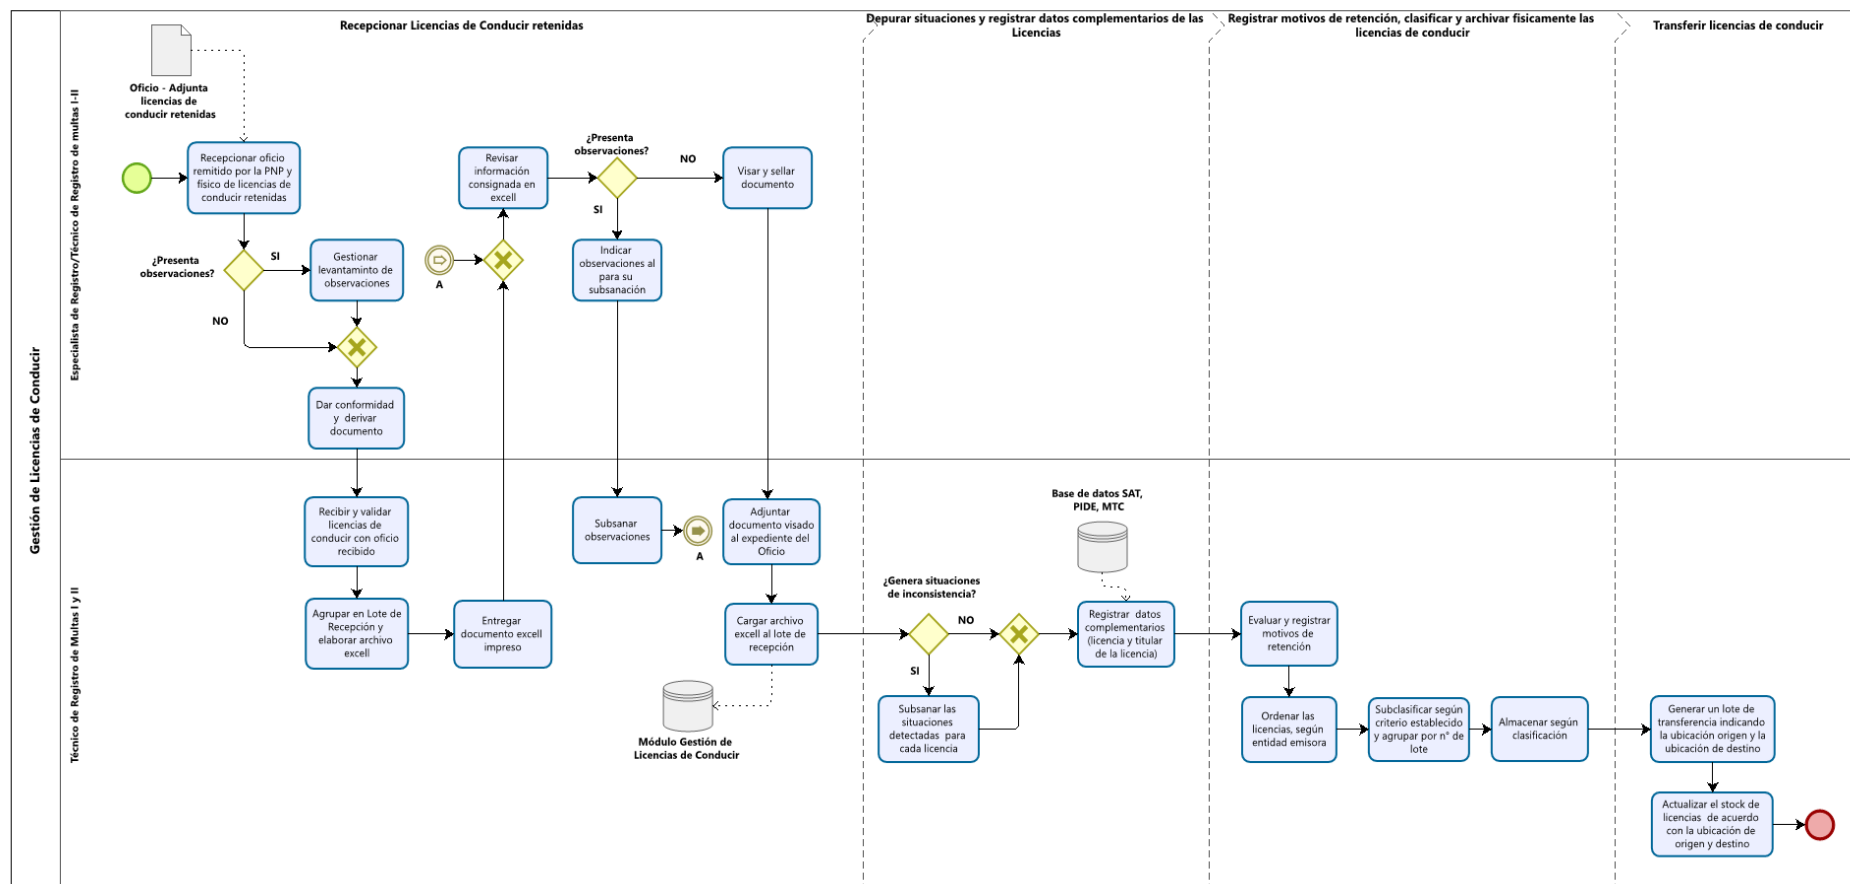 Gestión de Licencias de Conducir
Recepcionar Licencias de Conducir retenidas
Depurar situaciones y registrar datos complementarios de las
Licencias
Registrar motivos de retención, clasificar y archivar fisicamente las
licencias de conducir
Transferir licencias de conducir
Especialista de Registro/Técnico de Registro de multas I-II
Oficio - Adjunta
licencias de
conducir retenidas
Recepcionar oficio
remitido por la PNP y
físico de licencias de
conducir retenidas
¿Presenta
observaciones?
SI
NO
Gestionar
levantaminto de
observaciones
Dar conformidad
y derivar
documento
A
Revisar
información
consignada en
excell
¿Presenta
observaciones?
NO
SI
Visar y sellar
documento
Indicar
observaciones al
para su
subsanación
Técnico de Registro de Multas I y II
Recibir y validar
licencias de
conducir con oficio
recibido
Agrupar en Lote de
Recepción y
elaborar archivo
excell
Entregar
documento excell
impreso
Subsanar
observaciones
A
Adjuntar
documento visado
al expediente del
Oficio
Cargar archivo
excell al lote de
recepción
Módulo Gestión de
Licencias de Conducir
¿Genera situaciones
de inconsistencia?
NO
SI
Subsanar las
situaciones
detectadas para
cada licencia
Base de datos SAT,
PIDE, MTC
Registrar datos
complementarios
(licencia y titular
de la licencia)
Evaluar y registrar
motivos de
retención
Ordenar las
licencias, según
entidad emisora
Subclasificar según
criterio establecido
y agrupar por n° de
lote
Almacenar según
clasificación
Generar un lote de
transferencia indicando
la ubicación origen y la
ubicación de destino
Actualizar el stock de
licencias de acuerdo
con la ubicación de
origen y destino